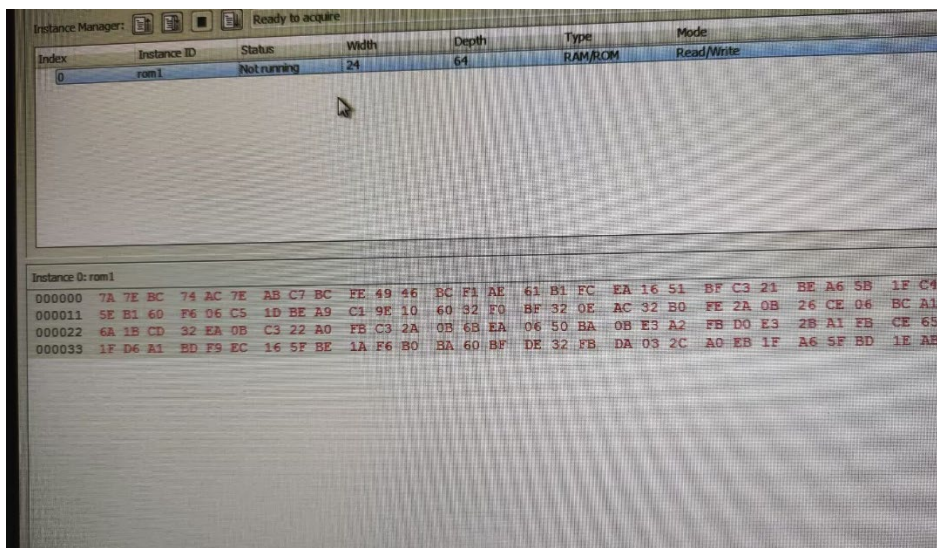 Instance Manager: Ready to acquire
Index Instance ID Status Width Depth Type Mode
0 rom1 Not running 24 64 RAM/ROM Read/Write
Instance 0: rom1
000000 7A 7E BC 74 AC 7E AB C7 BC FE 49 46 BC F1 AE 61 B1 FC EA 16 51 BF C3 21 BE A6 5B 1F C4
000011 5E B1 60 F6 06 C5 1D BE A9 C1 9E 10 60 32 F0 BF 32 0E AC 32 B0 FE 2A 0B 26 CE 06 BC A1
000022 6A 1B CD 32 EA 0B C3 22 A0 FB C3 2A 0B 6B EA 06 50 BA 0B E3 A2 FB D0 E3 2B A1 FB CE 65
000033 1F D6 A1 BD F9 EC 16 5F BE 1A F6 B0 BA 60 BF DE 32 FB DA 03 2C A0 EB 1F A6 5F BD 1E AE